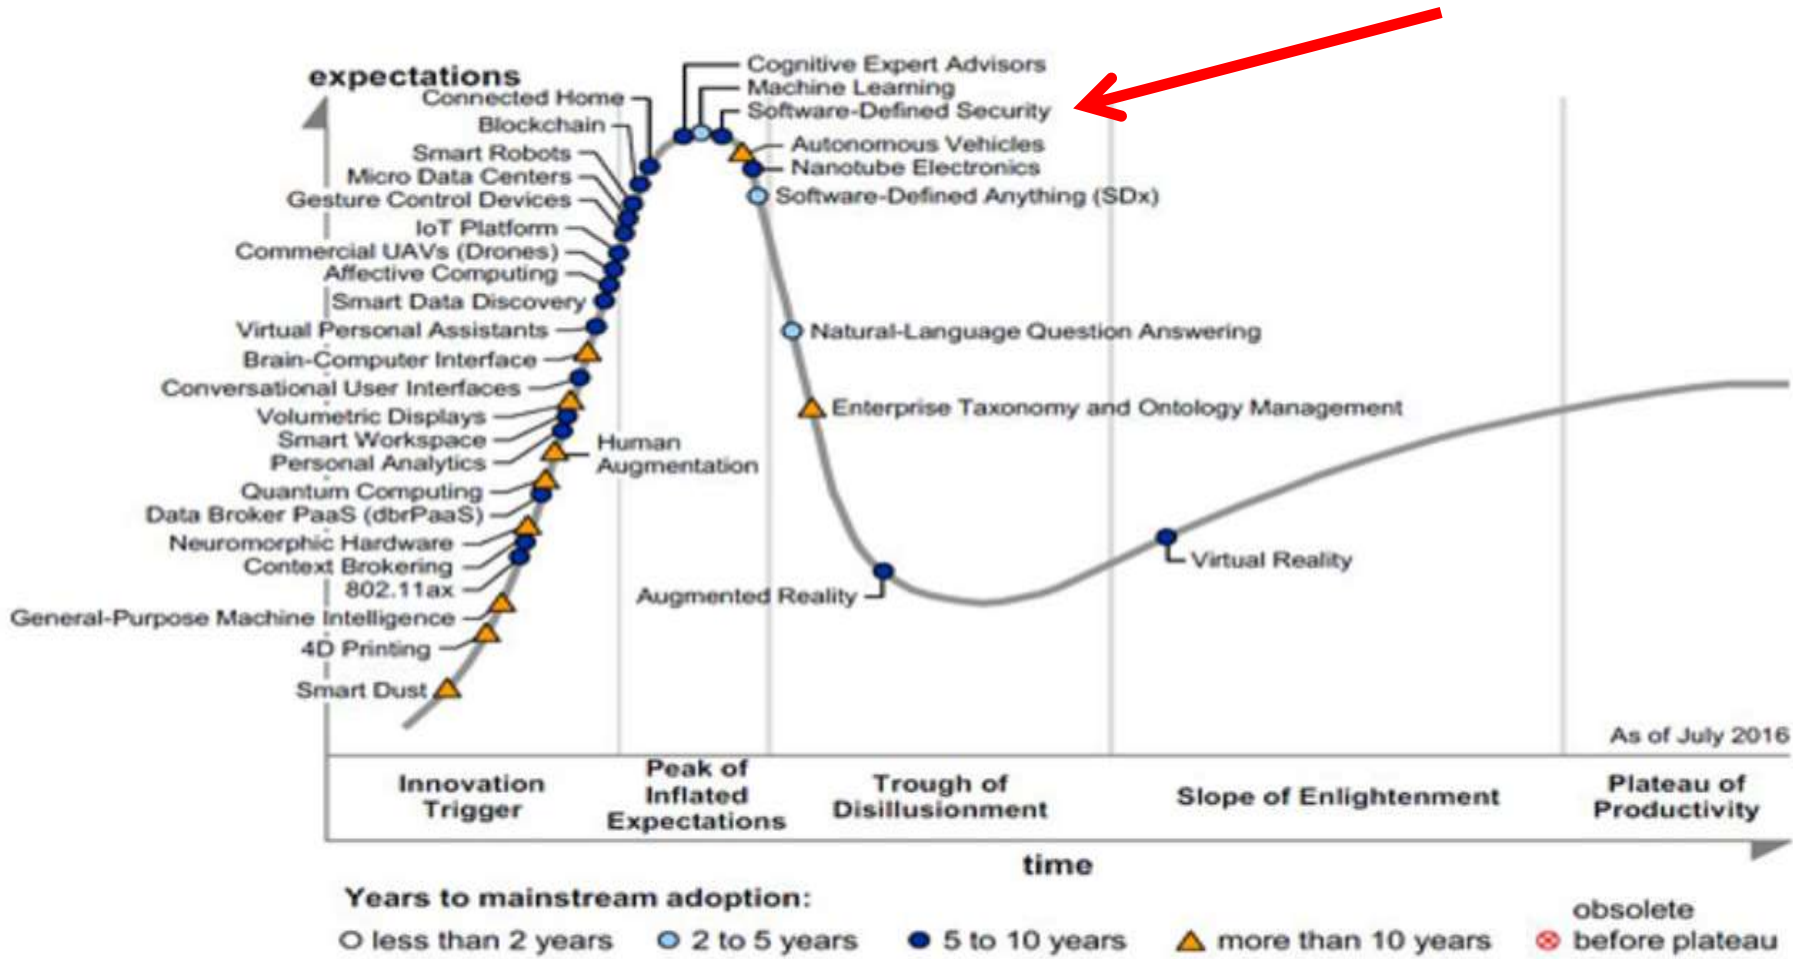 expectations
Cognitive Expert Advisors
Machine Learning
Software-Defined Security
Autonomous Vehicles
Nanotube Electronics
Software-Defined Anything (SDx)
Connected Home
Blockchain
Smart Robots
Micro Data Centers
Gesture Control Devices
IoT Platform
Commercial UAVs (Drones)
Affective Computing
Smart Data Discovery
Virtual Personal Assistants
Brain-Computer Interface
Conversational User Interfaces
Volumetric Displays
Smart Workspace
Personal Analytics
Human
Augmentation
Quantum Computing
Data Broker PaaS (dbrPaaS)
Neuromorphic Hardware
Context Brokering
802.11ax
General-Purpose Machine Intelligence
4D Printing
Smart Dust
Natural-Language Question Answering
Enterprise Taxonomy and Ontology Management
Augmented Reality
Virtual Reality
As of July 2016
Innovation
Trigger
Peak of
Inflated
Expectations
Trough of
Disillusionment
Slope of Enlightenment
Plateau of
Productivity
time
Years to mainstream adoption:
less than 2 years
2 to 5 years
5 to 10 years
more than 10 years
obsolete
before plateau